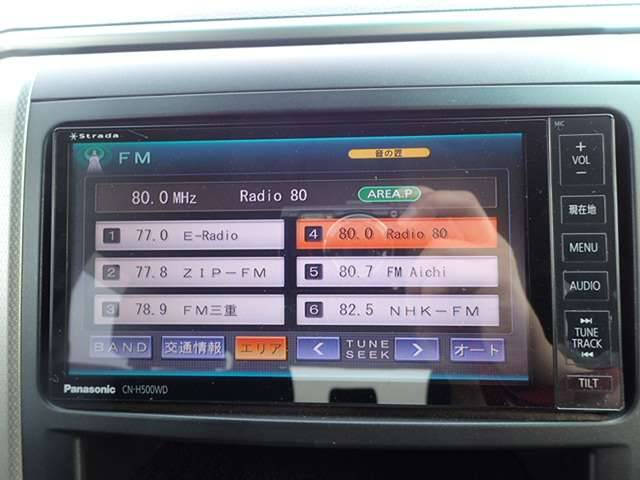 Strada
MIC
FM
音の匠
80.0 MHz Radio 80 AREA.P
1 77.0 E-Radio
4 80.0 Radio 80
2 77.8 ZIP-FM
5 80.7 FM Aichi
3 78.9 FM三重
6 82.5 NHK-FM
BAND 交通情報 エリア < TUNE SEEK > オート
Panasonic CN-H500WD
+
VOL
−
現在地
MENU
AUDIO
TUNE
TRACK
TILT